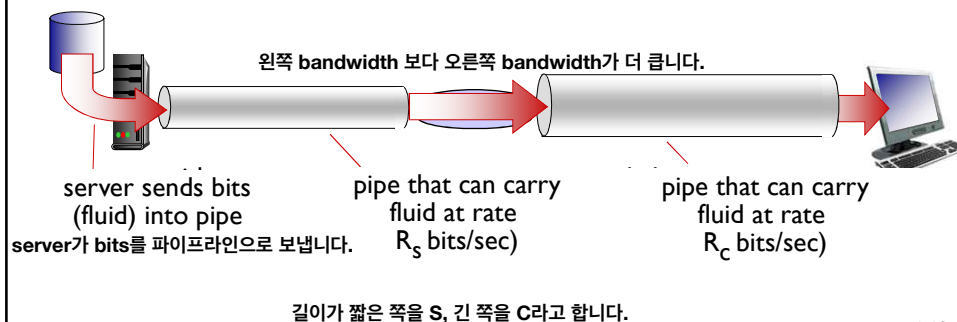 왼쪽 bandwidth 보다 오른쪽 bandwidth가 더 큽니다.
server sends bits
(fluid) into pipe
pipe that can carry
fluid at rate
Rs bits/sec)
pipe that can carry
fluid at rate
Rc bits/sec)
server가 bits를 파이프라인으로 보냅니다.
길이가 짧은 쪽을 S, 긴 쪽을 C라고 합니다.